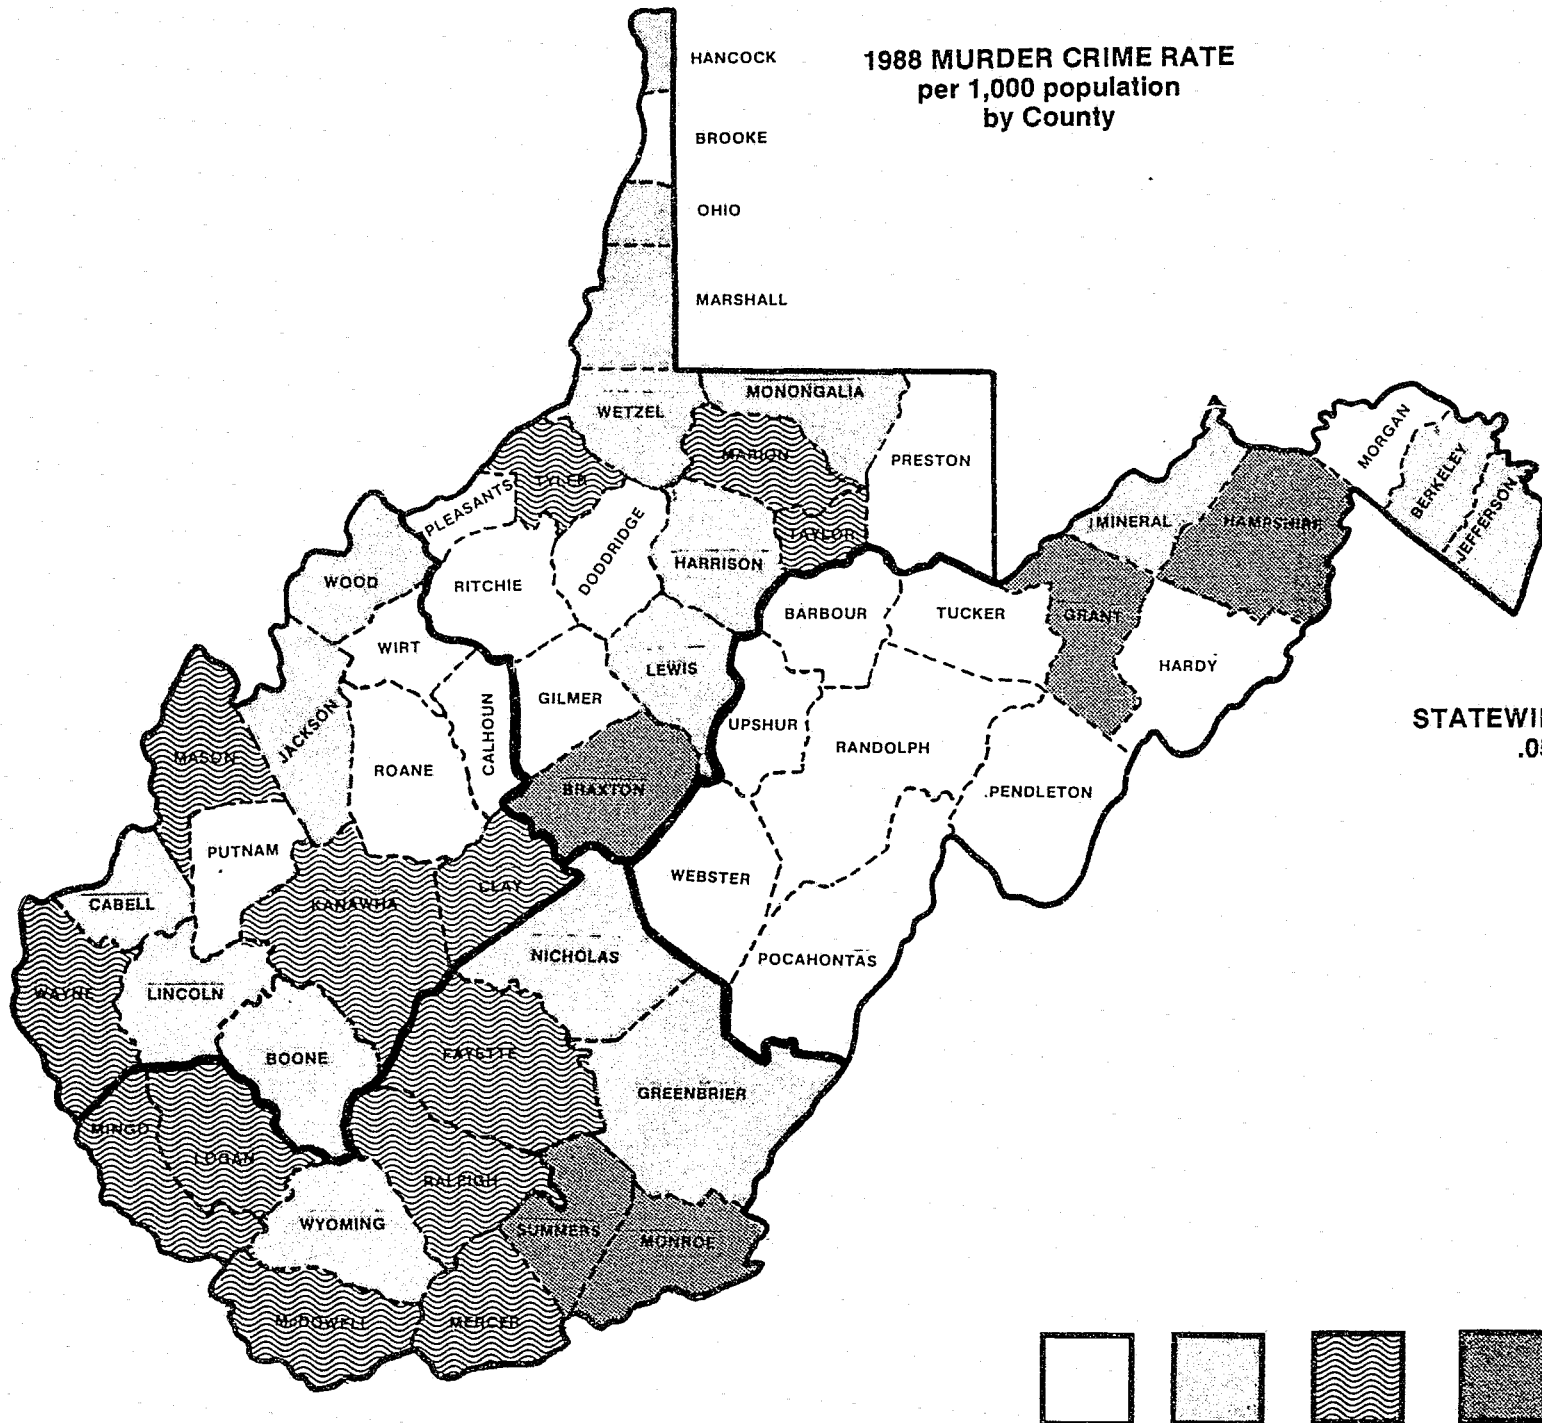 1988 MURDER CRIME RATE
per 1,000 population
by County
HANCOCK
BROOKE
OHIO
MARSHALL
WETZEL
MONONGALIA
MARION
PRESTON
TYLER
PLEASANTS
DODDRIDGE
HARRISON
TAYLOR
MINERAL
HAMPSHIRE
MORGAN
BERKELEY
JEFFERSON
WOOD
RITCHIE
BARBOUR
TUCKER
GRANT
HARDY
WIRT
LEWIS
GILMER
CALHOUN
UPSHUR
RANDOLPH
STATEWI
.0
MASON
JACKSON
ROANE
BRAXTON
PENDLETON
PUTNAM
CABELL
KANAWHA
CLAY
WEBSTER
NICHOLAS
POCAHONTAS
WAYNE
LINCOLN
BOONE
FAYETTE
GREENBRIER
MINGO
LOGAN
RALEIGH
WYOMING
SUMMERS
MONROE
McDOWELL
MERCER